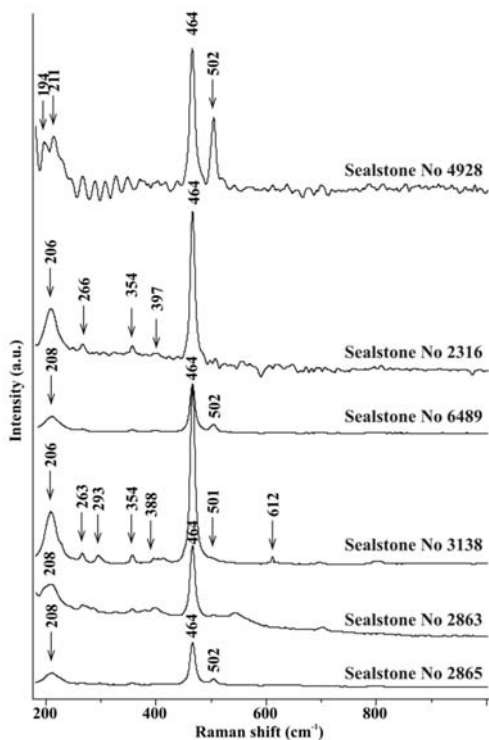 464
194
211
502
Sealstone No 4928
464
206
266
354
397
Sealstone No 2316
208
464
502
Sealstone No 6489
206
263
293
354
388
501
612
Sealstone No 3138
464
208
Sealstone No 2863
208
464
502
Sealstone No 2865
Intensity (a.u.)
200 400 600 800
Raman shift (cm⁻¹)